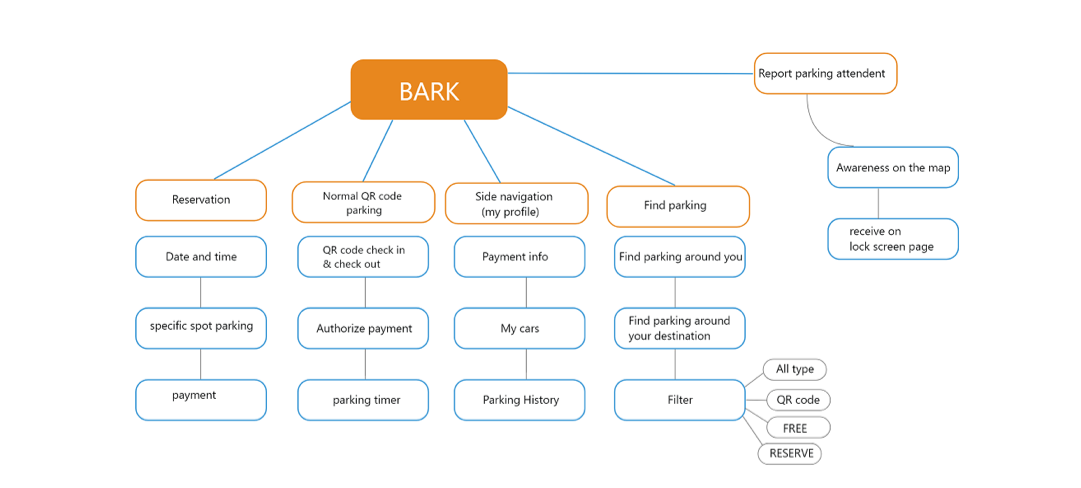 BARK
Report parking attendent
Awareness on the map
receive on
lock screen page
Reservation
Date and time
specific spot parking
payment
Normal QR code
parking
QR code check in
& check out
Authorize payment
parking timer
Side navigation
(my profile)
Payment info
My cars
Parking History
Find parking
Find parking around you
Find parking around
your destination
Filter
All type
QR code
FREE
RESERVE